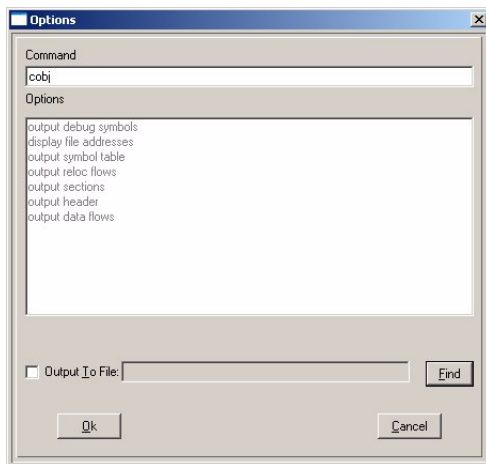 Options
Command
cobj
Options
output debug symbols
display file addresses
output symbol table
output reloc flows
output sections
output header
output data flows
Output To File:
Find
Ok
Cancel